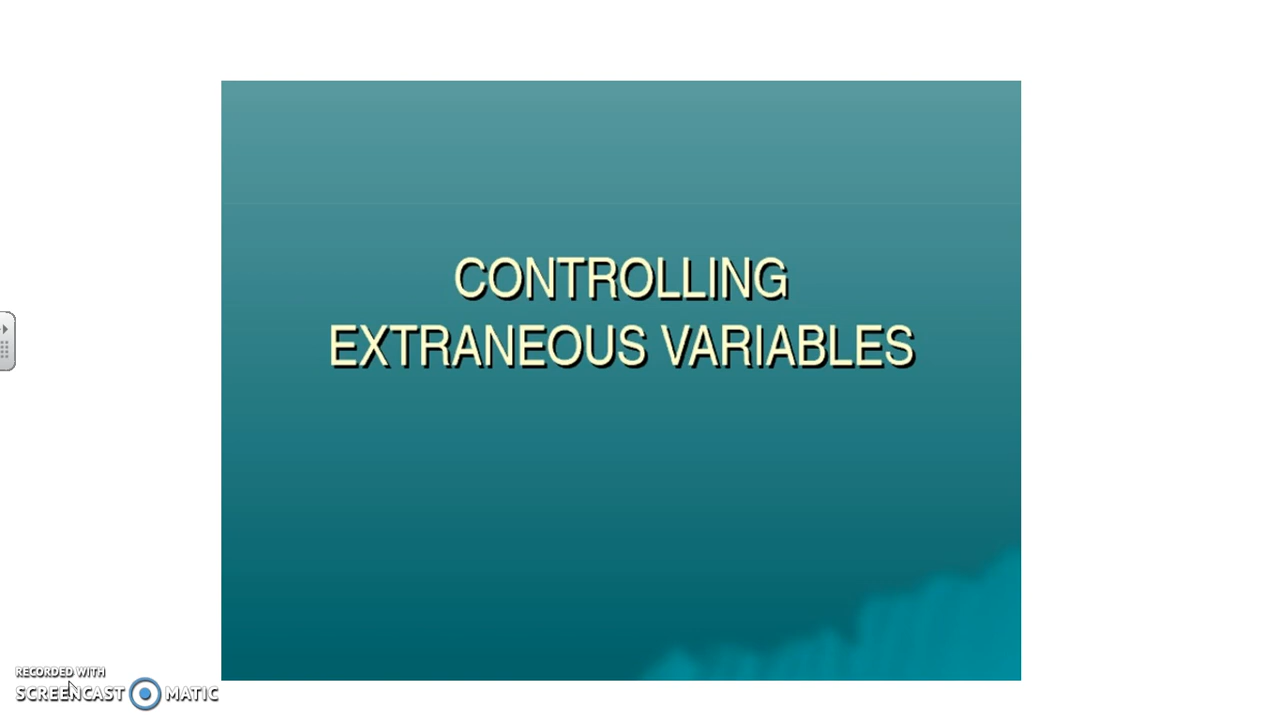 CONTROLLING
EXTRANEOUS VARIABLES
RECORDED WITH
SCREENCAST MATIC